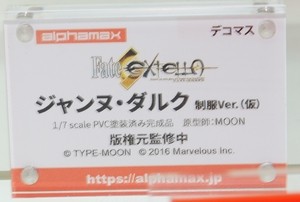 alphamax
デコマス
Fate/EXTELLA
ジャンヌ・ダルク 制服Ver.(仮)
1/7 scale PVC塗装済み完成品 原型師:MOON
版権元監修中
© TYPE-MOON © 2016 Marvelous Inc.
https://alphamax.jp